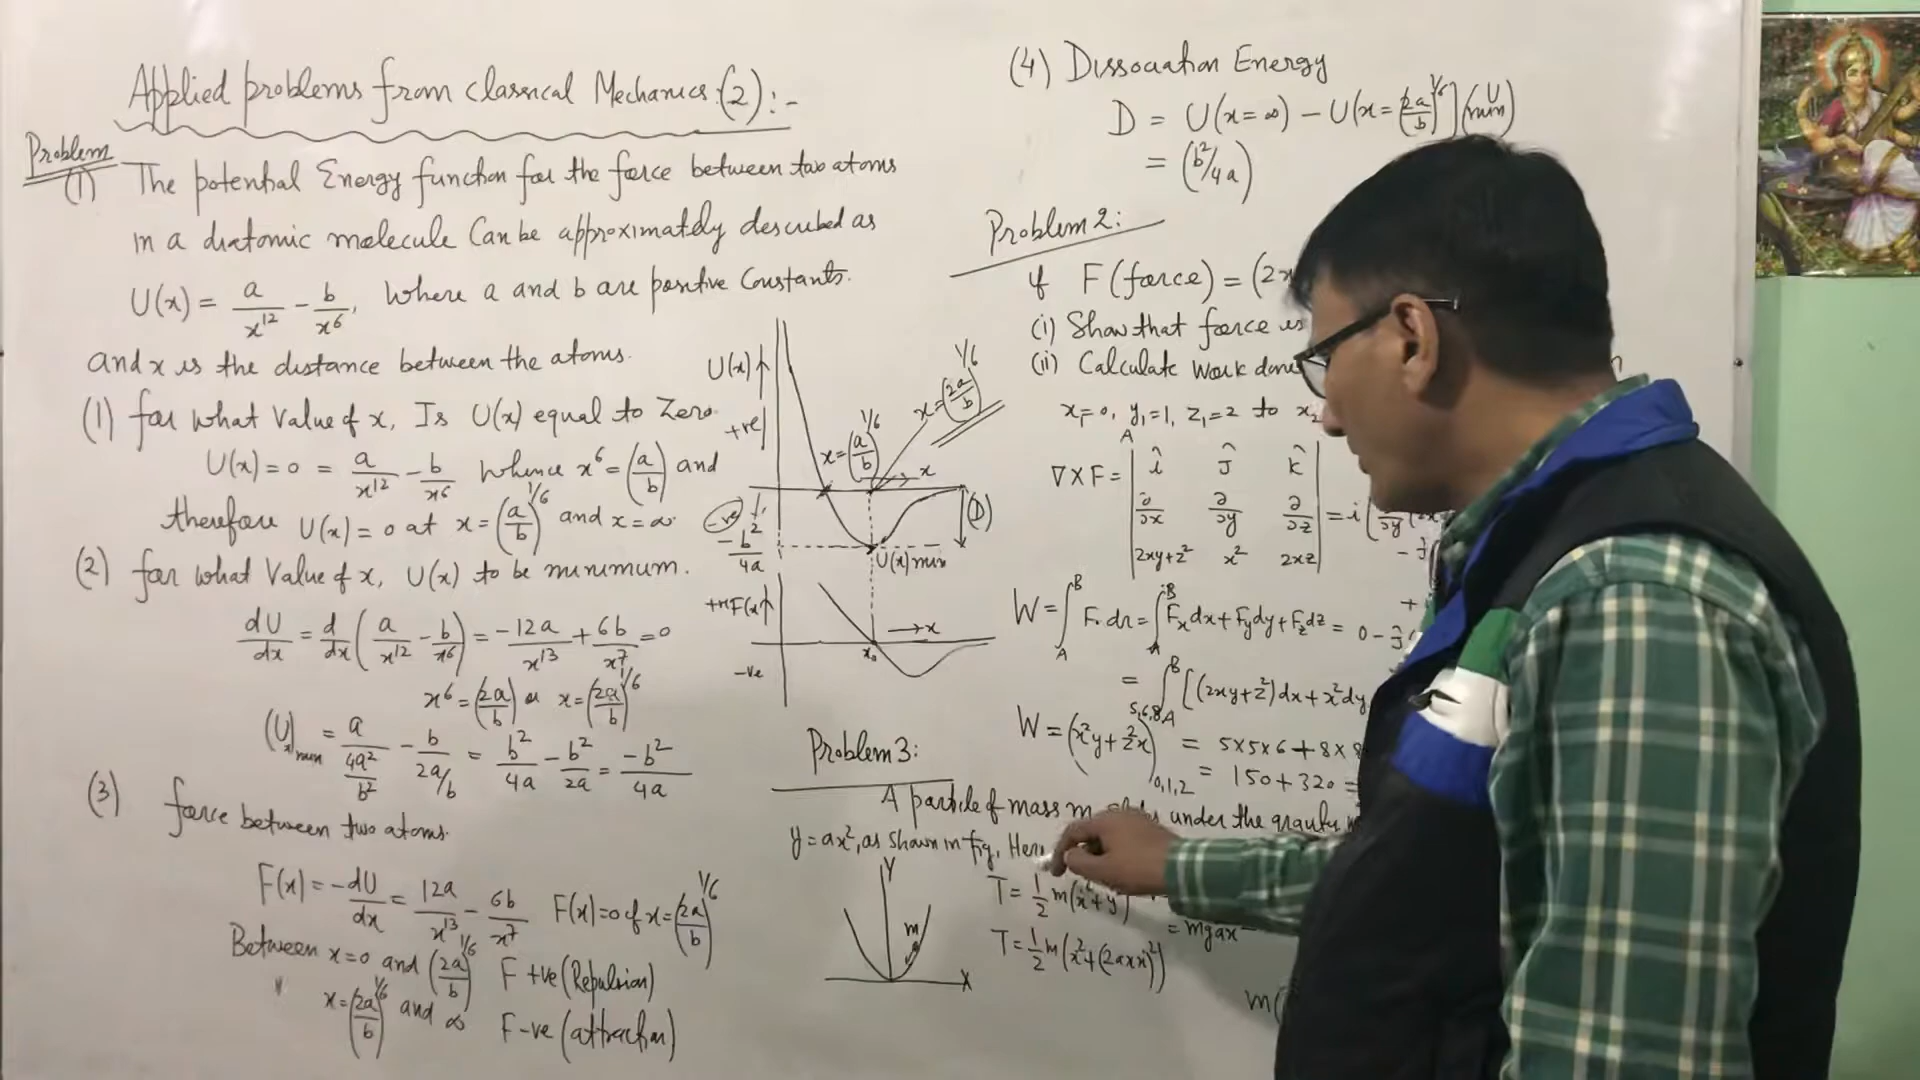 Applied problems from classical Mechanics (2):-
Problem
(1) The potential Energy function for the force between two atoms
in a diatomic molecule Can be approximately described as
U(x) = a/x^12 - b/x^6, Where a and b are positive Constants.
and x is the distance between the atoms.
(1) for what Value of x, Is U(x) equal to Zero
U(x) = 0 = a/x^12 - b/x^6 Whence x^6 = (a/b) and
therefore U(x) = 0 at x = (a/b)^1/6 and x = ∞
(2) for what Value of x, U(x) to be minimum.
dU/dx = d/dx (a/x^12 - b/x^6) = -12a/x^13 + 6b/x^7 = 0
x^6 = (2a/b) or x = (2a/b)^1/6
= a/(4a^2/b^2) - b/(2a/b) = b^2/4a - b^2/2a = -b^2/4a
(3) force between two atoms.
F(x) = -dU/dx = 12a/x^13 - 6b/x^7 F(x)=0 if x = (2a/b)^1/6
Between x=0 and (2a/b)^1/6 F +ve (Repulsion)
" x = (2a/b)^1/6 and ∞ F -ve (attraction)
U(x)↑
+ve
x = (a/b)^1/6
x = (2a/b)^1/6
→ x
-ve
-b^2/4a
(D)
U(x) min
+ve F(x)↑
→ x
x0
-ve
(4) Dissociation Energy
D = U(x = ∞) - U(x = (2a/b)^1/6] (U min)
= (b^2/4a)
Problem 2:
if F (force) =
(i) Show that force is
(ii) Calculate Work done
y1=1, z1=2 to
A
∇ X F = | î ĵ k̂ |
| ∂/∂x ∂/∂y ∂/∂z | = i
| 2xy+z^2 x^2 2xz |
W = ∫A^B F. dr = ∫A^B Fx dx + Fy dy + Fz dz = 0 -
= ∫A^B [(2xy+z^2) dx + x^2 dy
W = (x^2y + z^2x) 5,6,8 0,1,2 = 5x5x6 + 8x8
= 150 + 320 =
Problem 3:
A particle of mass m under the gravity
y = ax^2, as shown in fig. Here
T = 1/2 m(ẋ^2+ẏ^2)
= mgax^2
T = 1/2 m(ẋ^2+(2axẋ)^2)
Y
m
X